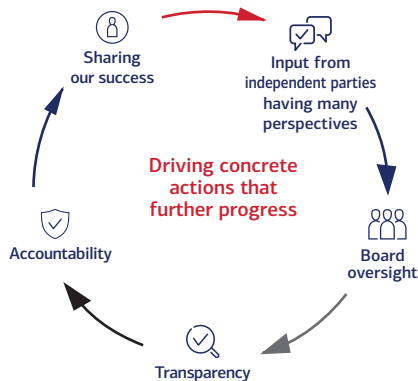 Sharing
our success
Input from
independent parties
having many
perspectives
Driving concrete
actions that
further progress
Accountability
Board
oversight
Transparency